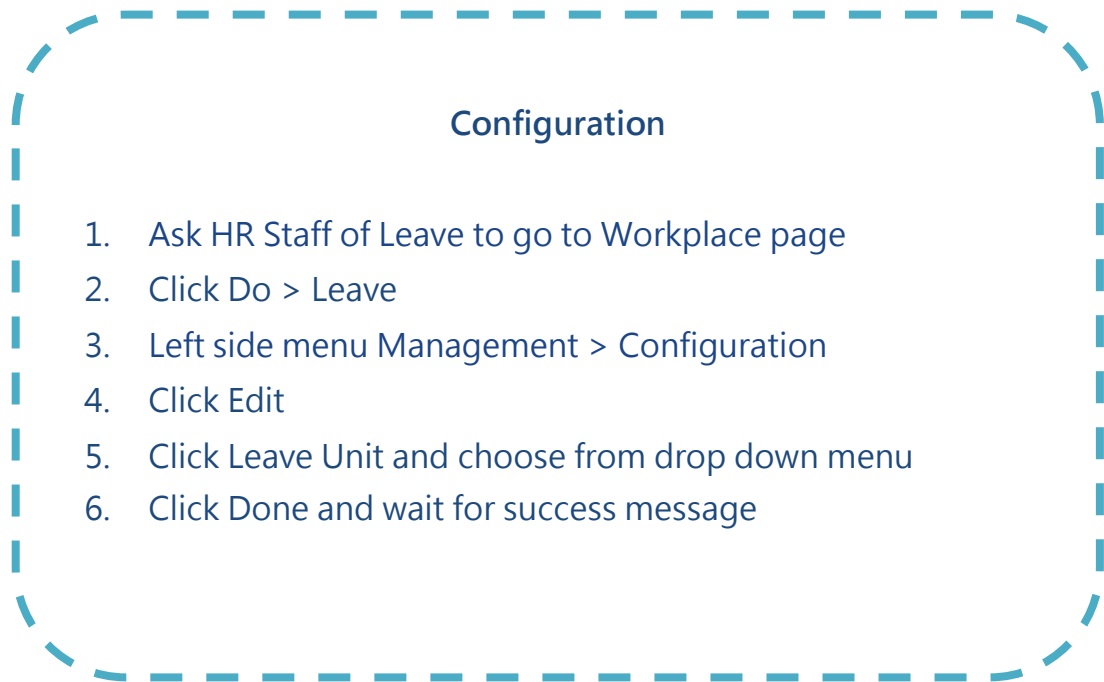 Configuration
1. Ask HR Staff of Leave to go to Workplace page
2. Click Do > Leave
3. Left side menu Management > Configuration
4. Click Edit
5. Click Leave Unit and choose from drop down menu
6. Click Done and wait for success message